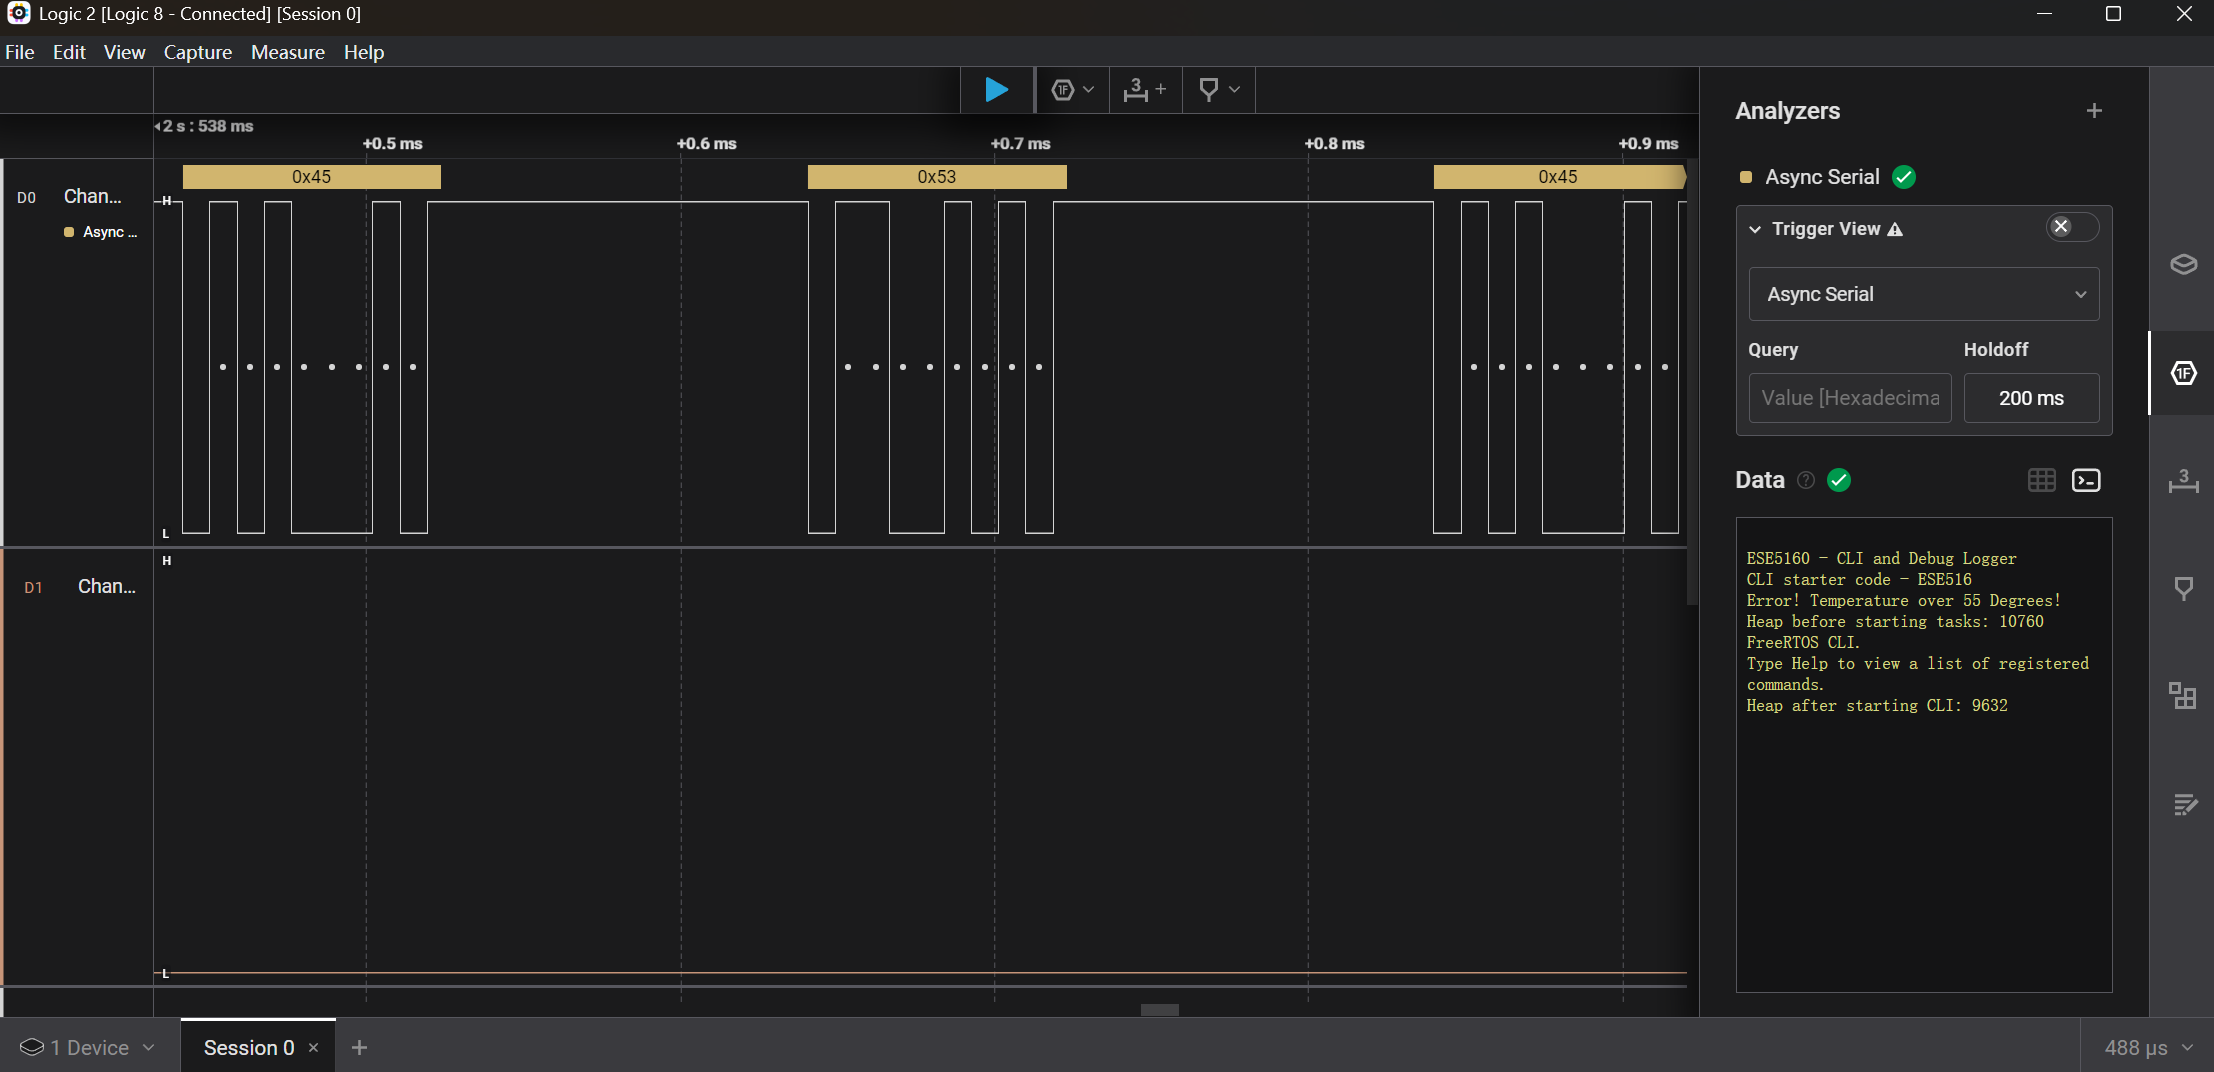 Logic 2 [Logic 8 - Connected] [Session 0]
File Edit View Capture Measure Help
2 s : 538 ms
+0.5 ms +0.6 ms +0.7 ms +0.8 ms +0.9 ms
0x45 0x53 0x45
D0 Chan...
Async ...
H
L
H
D1 Chan...
L
Analyzers
Async Serial
Trigger View
Async Serial
Query Holdoff
Value [Hexadecima 200 ms
Data
ESE5160 - CLI and Debug Logger
CLI starter code - ESE516
Error! Temperature over 55 Degrees!
Heap before starting tasks: 10760
FreeRTOS CLI.
Type Help to view a list of registered
commands.
Heap after starting CLI: 9632
1F
3
1F
3
1 Device
Session 0
488 µs